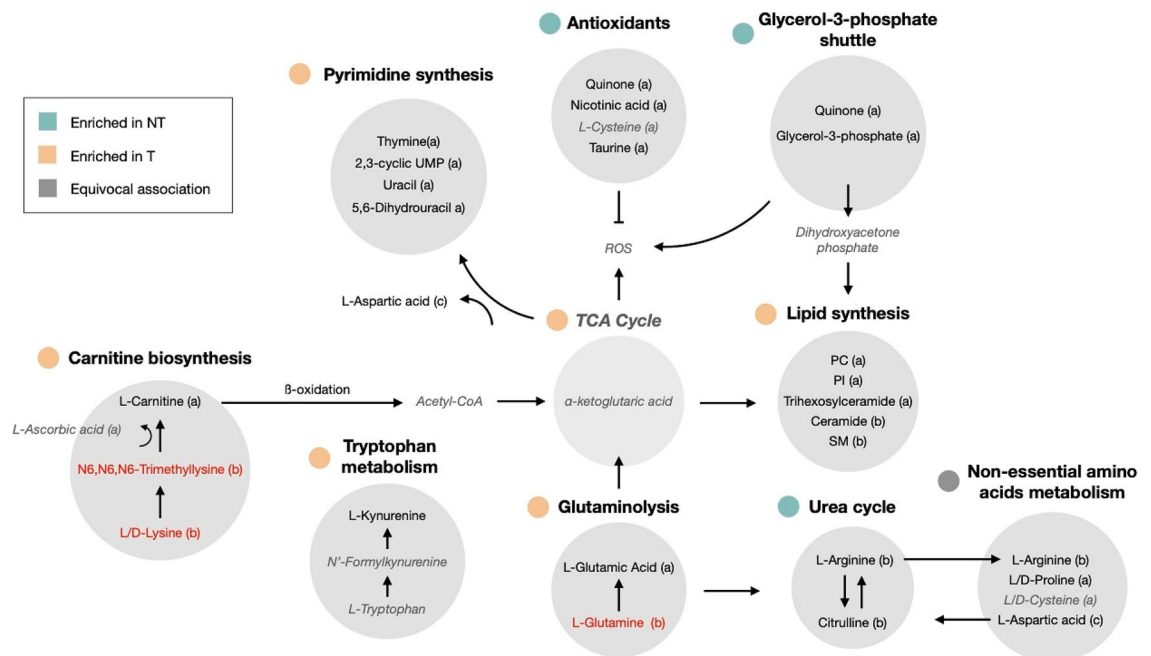 Antioxidants
Glycerol-3-phosphate
shuttle
Pyrimidine synthesis
Enriched in NT
Enriched in T
Equivocal association
Quinone (a)
Nicotinic acid (a)
L-Cysteine (a)
Taurine (a)
Quinone (a)
Glycerol-3-phosphate (a)
Thymine(a)
2,3-cyclic UMP (a)
Uracil (a)
5,6-Dihydrouracil a)
ROS
Dihydroxyacetone
phosphate
L-Aspartic acid (c)
TCA Cycle
Lipid synthesis
Carnitine biosynthesis
L-Carnitine (a)
L-Ascorbic acid (a)
N6,N6,N6-Trimethyllysine (b)
L/D-Lysine (b)
ß-oxidation
Acetyl-CoA
α-ketoglutaric acid
PC (a)
PI (a)
Trihexosylceramide (a)
Ceramide (b)
SM (b)
Tryptophan
metabolism
L-Kynurenine
N'-Formylkynurenine
L-Tryptophan
Glutaminolysis
L-Glutamic Acid (a)
L-Glutamine (b)
Urea cycle
L-Arginine (b)
Citrulline (b)
Non-essential amino
acids metabolism
L-Arginine (b)
L/D-Proline (a)
L/D-Cysteine (a)
L-Aspartic acid (c)